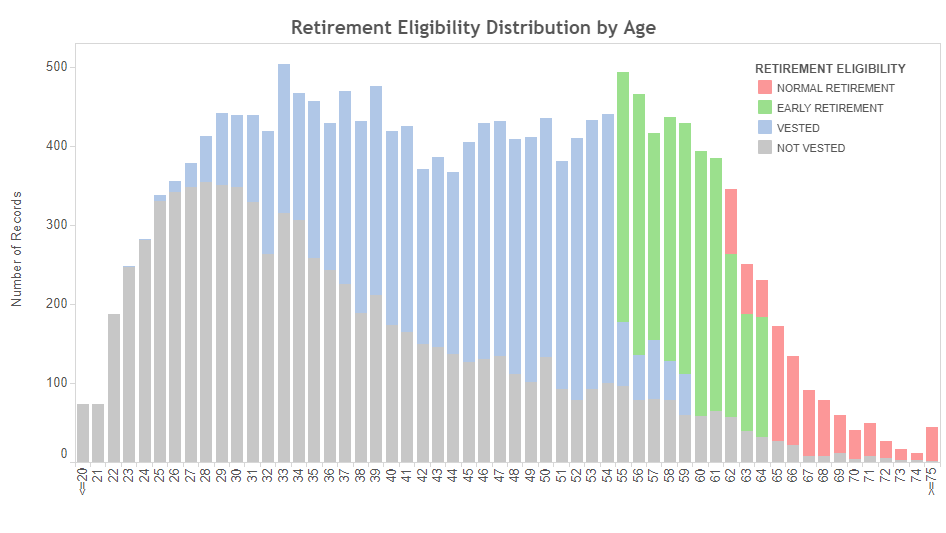 Retirement Eligibility Distribution by Age
RETIREMENT ELIGIBILITY
NORMAL RETIREMENT
EARLY RETIREMENT
VESTED
NOT VESTED
Number of Records
500
400
300
200
100
0
<=20 21 22 23 24 25 26 27 28 29 30 31 32 33 34 35 36 37 38 39 40 41 42 43 44 45 46 47 48 49 50 51 52 53 54 55 56 57 58 59 60 61 62 63 64 65 66 67 68 69 70 71 72 73 74 >=75